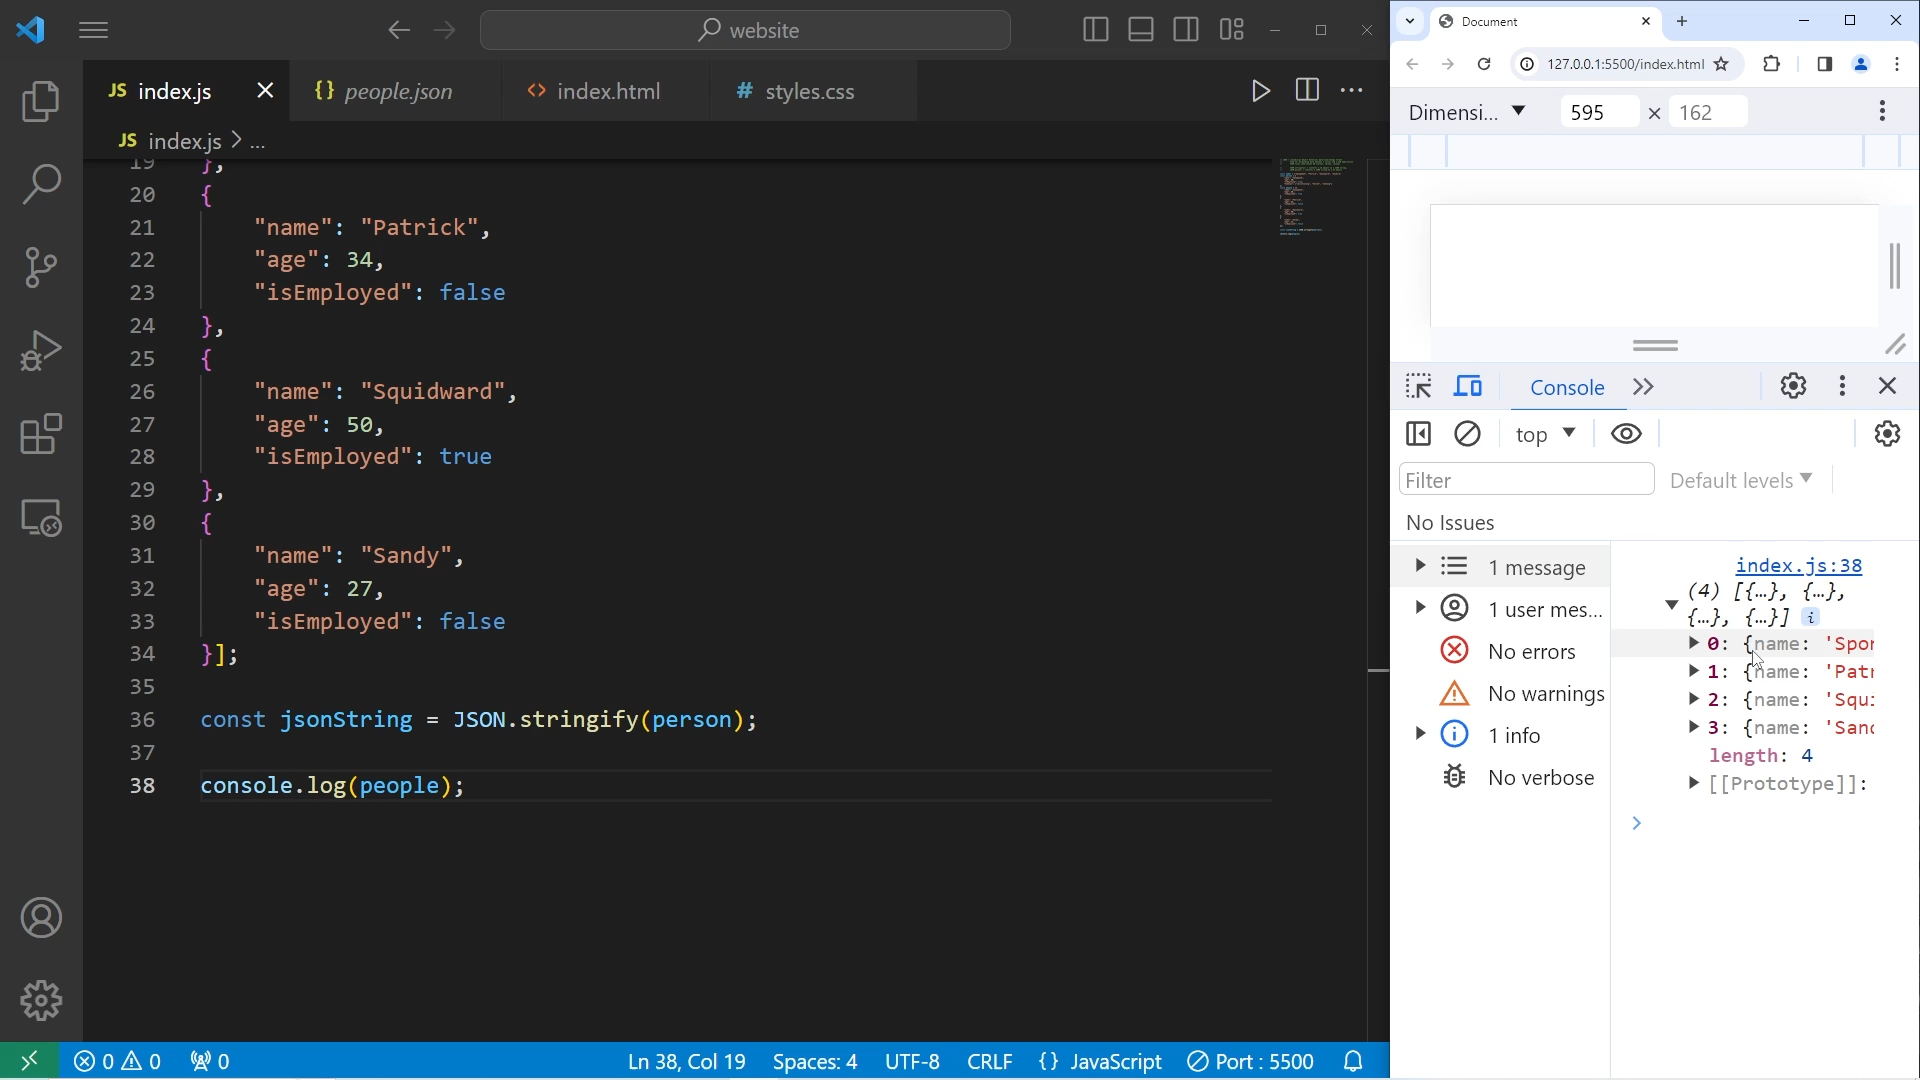 website
JS index.js
{} people.json
<> index.html
# styles.css
JS index.js > ...
19 },
20 {
21 "name": "Patrick",
22 "age": 34,
23 "isEmployed": false
24 },
25 {
26 "name": "Squidward",
27 "age": 50,
28 "isEmployed": true
29 },
30 {
31 "name": "Sandy",
32 "age": 27,
33 "isEmployed": false
34 }];
35
36 const jsonString = JSON.stringify(person);
37
38 console.log(people);
0 0 0
Ln 38, Col 19
Spaces: 4
UTF-8
CRLF
{} JavaScript
Port : 5500
Document
127.0.0.1:5500/index.html
Dimensi... 595 × 162
Console
top
Filter
Default levels
No Issues
1 message
1 user mes...
No errors
No warnings
1 info
No verbose
index.js:38
(4) [{…}, {…},
{…}, {…}] i
0: {name: 'Spon
1: {name: 'Patr
2: {name: 'Squi
3: {name: 'Sand
length: 4
[[Prototype]]: